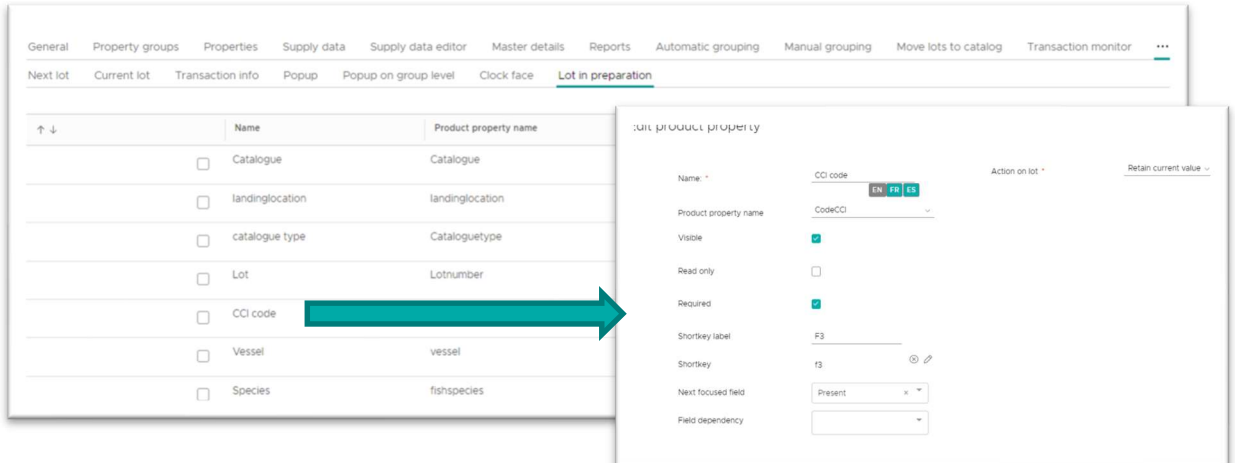 General Property groups Properties Supply data Supply data editor Master details Reports Automatic grouping Manual grouping Move lots to catalog Transaction monitor ...
Next lot Current lot Transaction info Popup Popup on group level Clock face Lot in preparation
↑ ↓ Name Product property name
Catalogue Catalogue
landinglocation landinglocation
catalogue type Cataloguetype
Lot Lotnumber
CCI code
Vessel vessel
Species fishspecies
dit product property
Name: * CCI code Action on lot * Retain current value
EN FR ES
Product property name CodeCCI
Visible
Read only
Required
Shortkey label F3
Shortkey f3
Next focused field Present ×
Field dependency